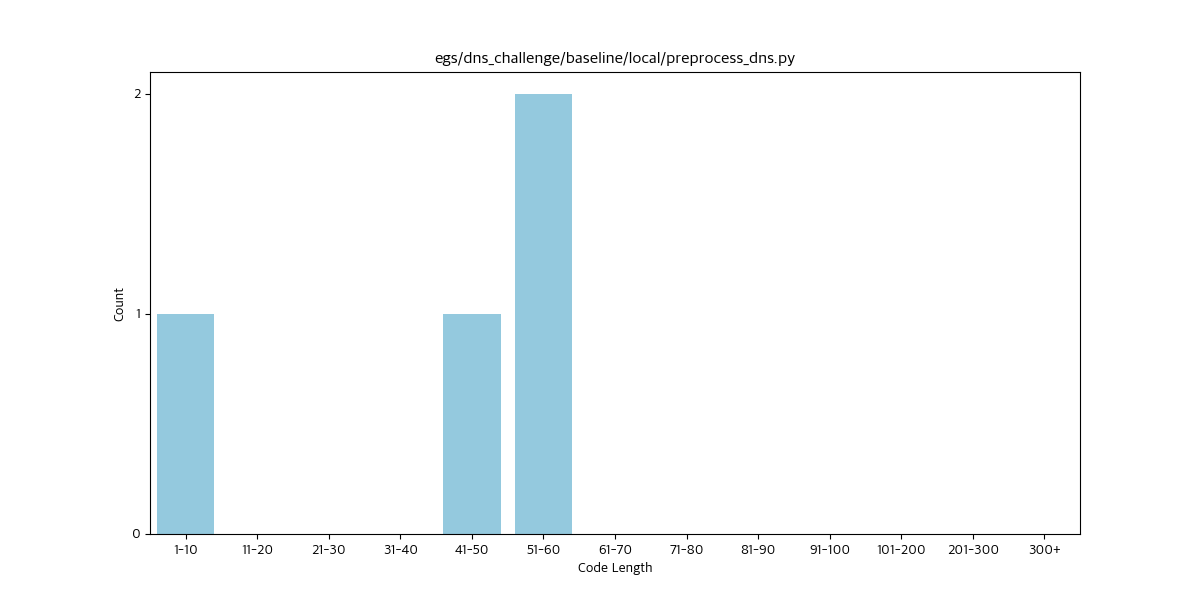 egs/dns_challenge/baseline/local/preprocess_dns.py
2
1
0
Count
1-10 11-20 21-30 31-40 41-50 51-60 61-70 71-80 81-90 91-100 101-200 201-300 300+
Code Length